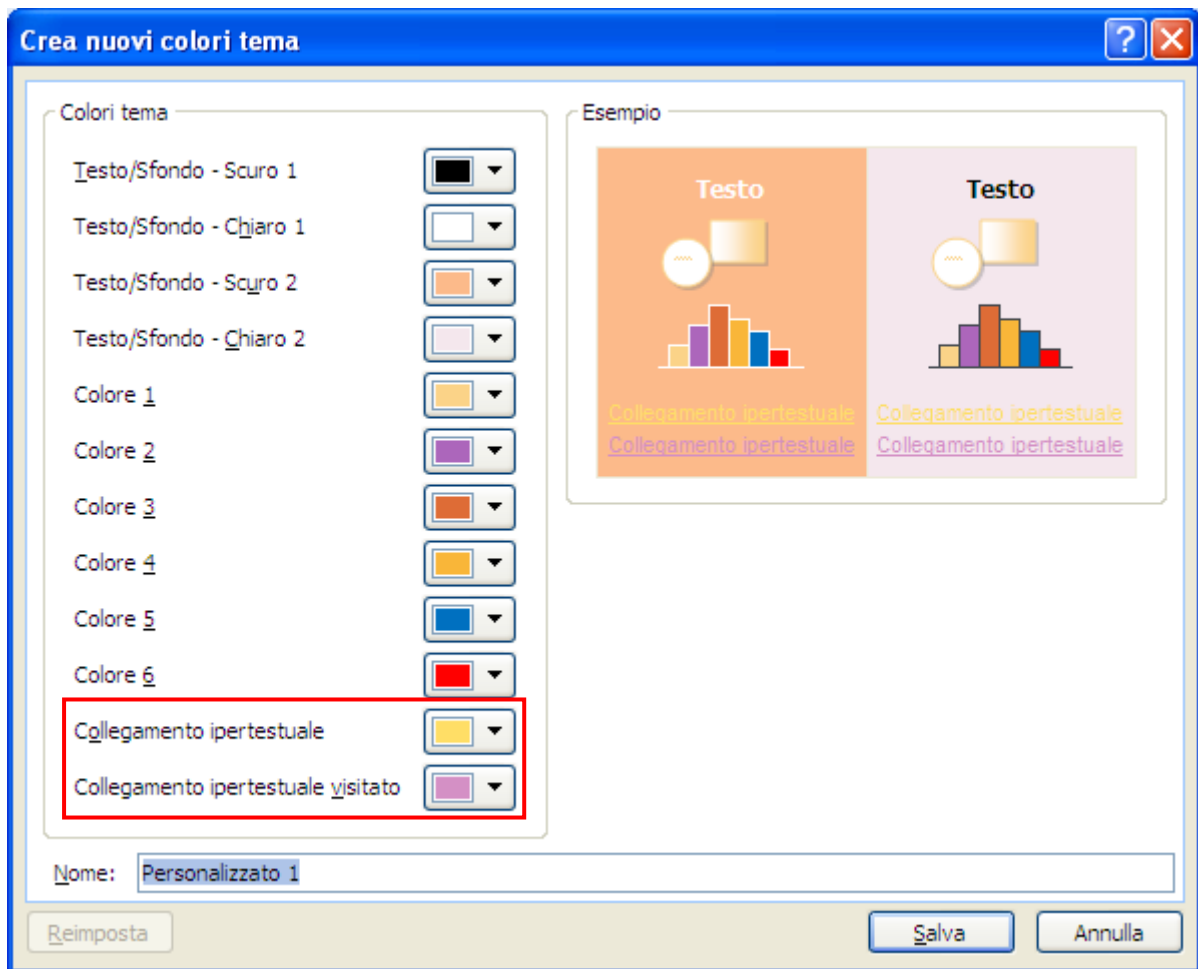 Crea nuovi colori tema
Colori tema
Testo/Sfondo - Scuro 1
Testo/Sfondo - Chiaro 1
Testo/Sfondo - Scuro 2
Testo/Sfondo - Chiaro 2
Colore 1
Colore 2
Colore 3
Colore 4
Colore 5
Colore 6
Collegamento ipertestuale
Collegamento ipertestuale visitato
Esempio
Testo
Collegamento ipertestuale
Collegamento ipertestuale
Testo
Collegamento ipertestuale
Collegamento ipertestuale
Nome: Personalizzato 1
Reimposta Salva Annulla